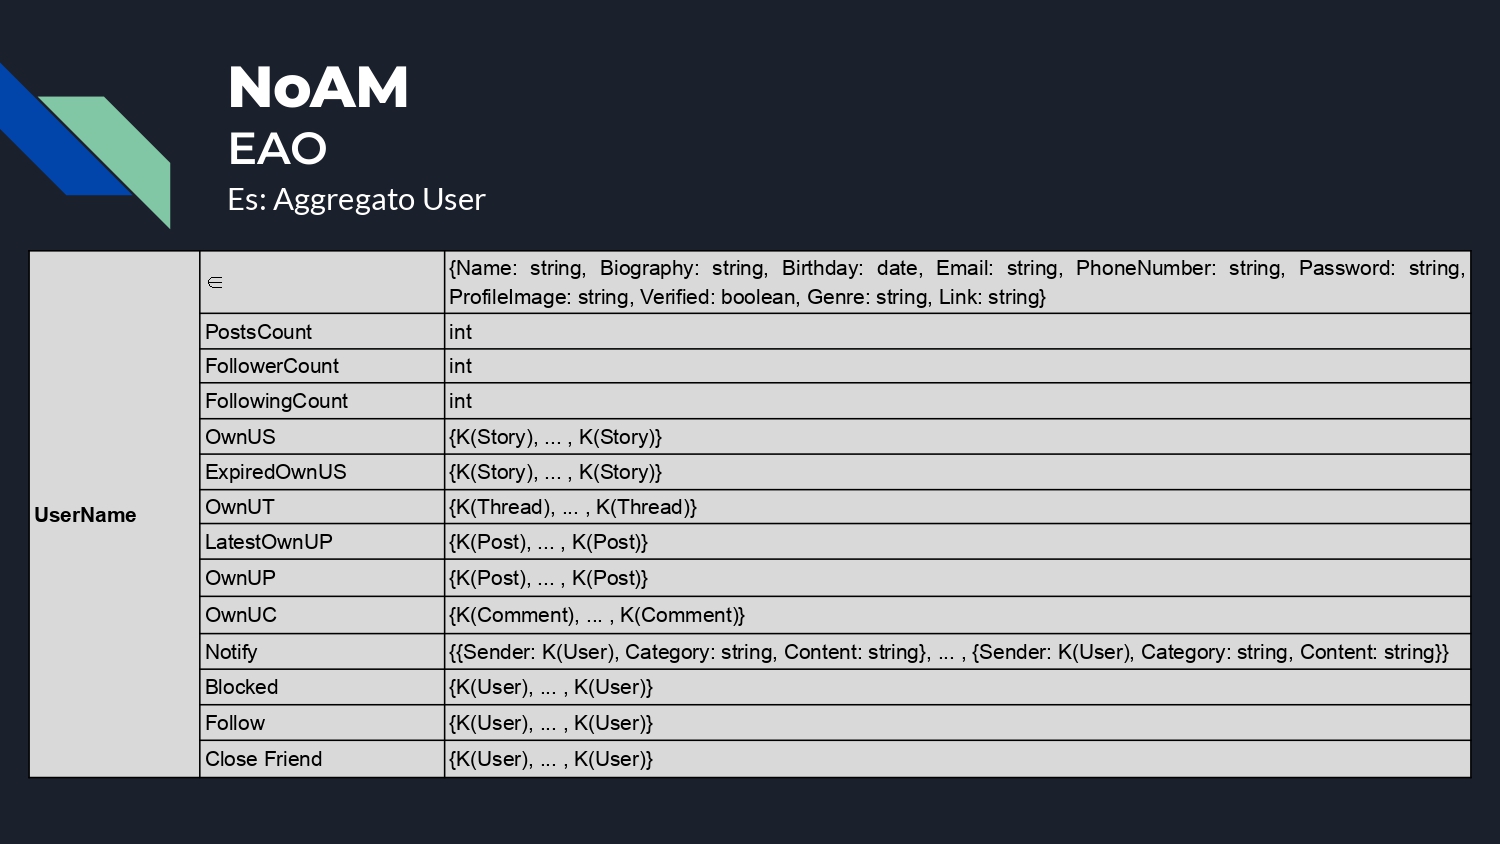 NoAM
EAO
Es: Aggregato User
UserName
∈
{Name: string, Biography: string, Birthday: date, Email: string, PhoneNumber: string, Password: string,
ProfileImage: string, Verified: boolean, Genre: string, Link: string}
PostsCount
int
FollowerCount
int
FollowingCount
int
OwnUS
{K(Story), ... , K(Story)}
ExpiredOwnUS
{K(Story), ... , K(Story)}
OwnUT
{K(Thread), ... , K(Thread)}
LatestOwnUP
{K(Post), ... , K(Post)}
OwnUP
{K(Post), ... , K(Post)}
OwnUC
{K(Comment), ... , K(Comment)}
Notify
{{Sender: K(User), Category: string, Content: string}, ... , {Sender: K(User), Category: string, Content: string}}
Blocked
{K(User), ... , K(User)}
Follow
{K(User), ... , K(User)}
Close Friend
{K(User), ... , K(User)}